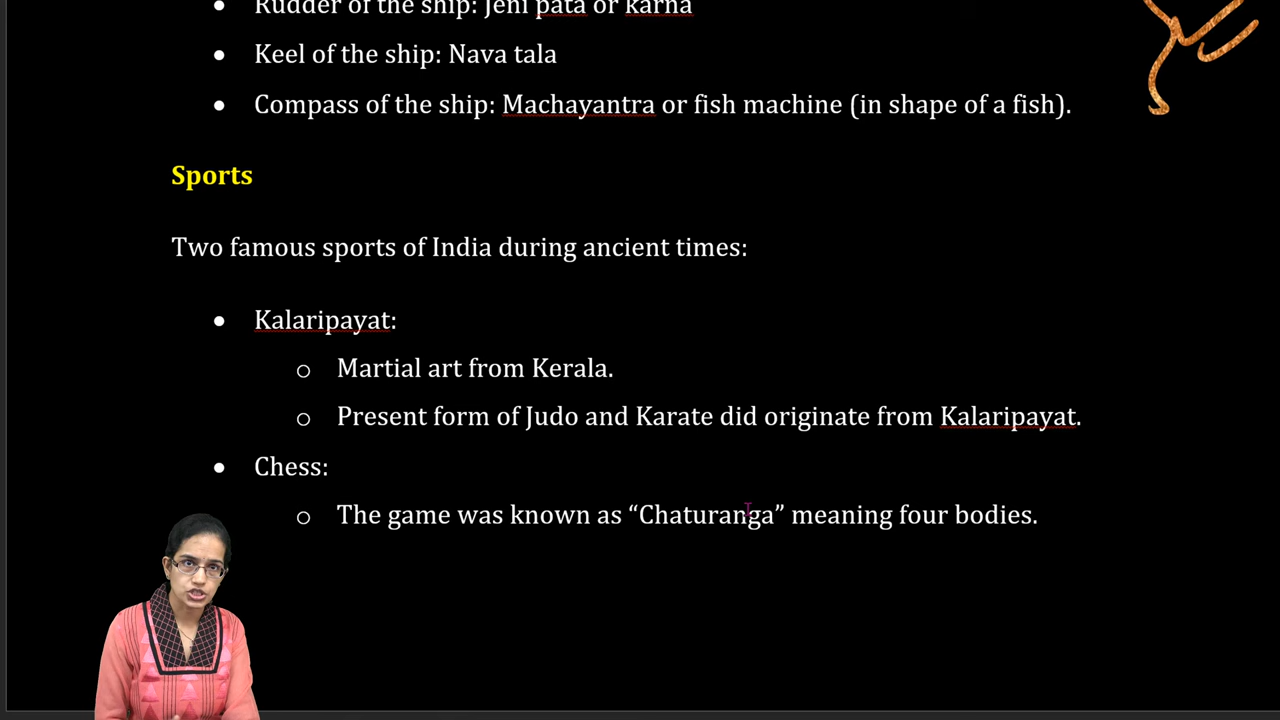 Rudder of the ship: Jeni pata or karna
Keel of the ship: Nava tala
Compass of the ship: Machayantra or fish machine (in shape of a fish).
Sports
Two famous sports of India during ancient times:
Kalaripayat:
Martial art from Kerala.
Present form of Judo and Karate did originate from Kalaripayat.
Chess:
The game was known as “Chaturanga” meaning four bodies.